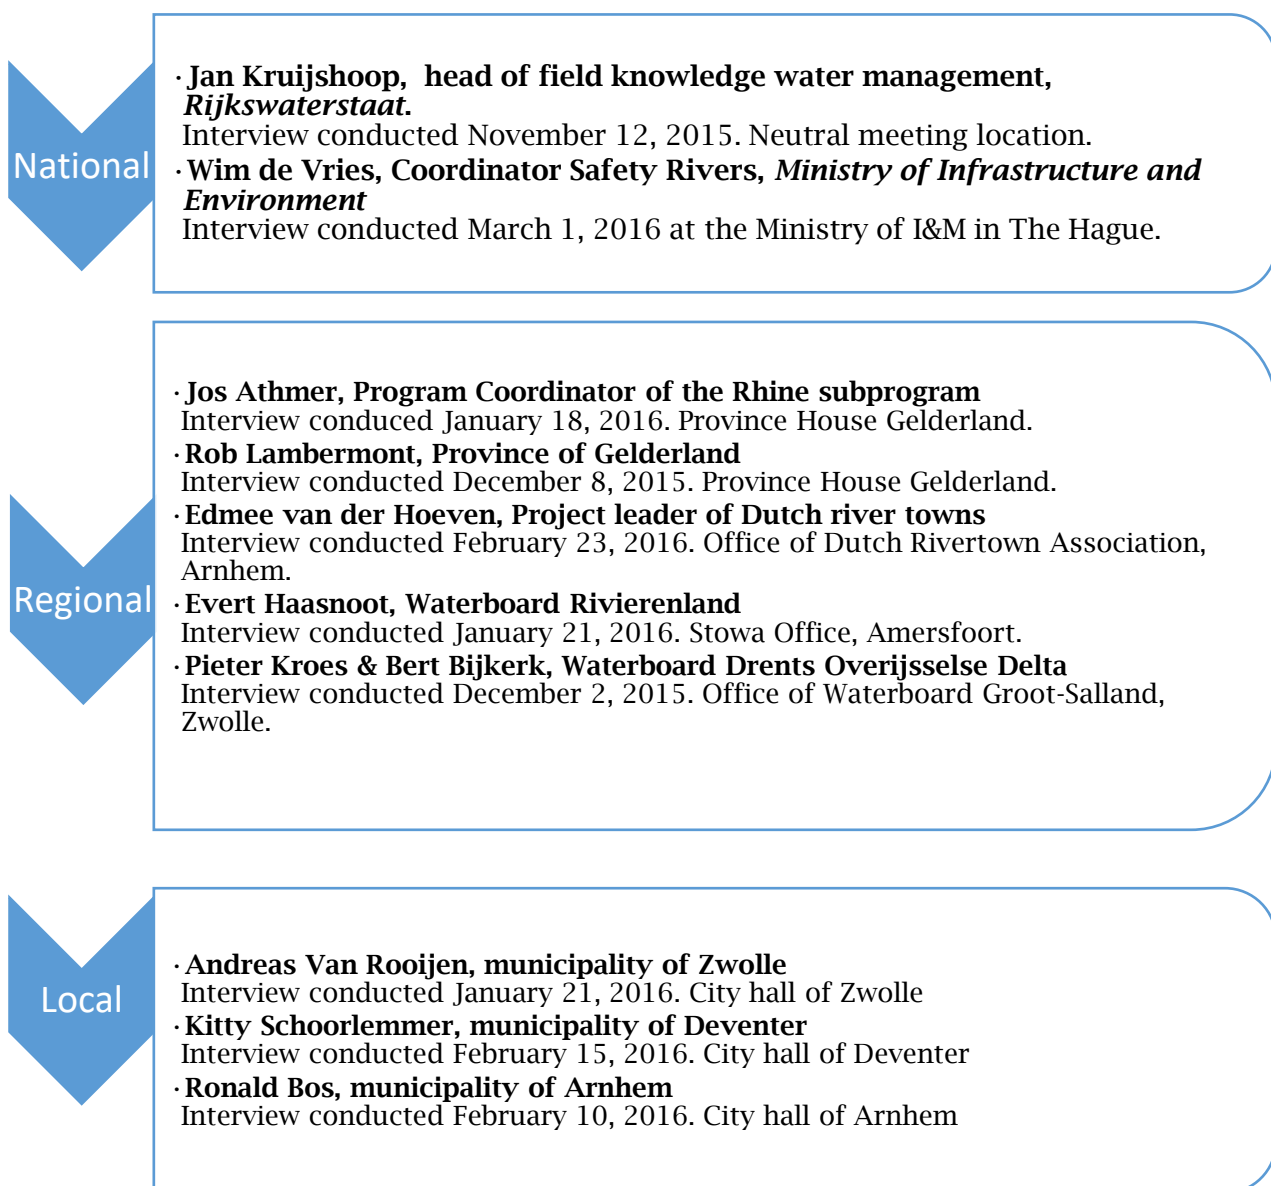 National
· Jan Kruijshoop, head of field knowledge water management,
Rijkswaterstaat.
Interview conducted November 12, 2015. Neutral meeting location.
· Wim de Vries, Coordinator Safety Rivers, Ministry of Infrastructure and
Environment
Interview conducted March 1, 2016 at the Ministry of I&M in The Hague.
Regional
· Jos Athmer, Program Coordinator of the Rhine subprogram
Interview conduced January 18, 2016. Province House Gelderland.
· Rob Lambermont, Province of Gelderland
Interview conducted December 8, 2015. Province House Gelderland.
· Edmee van der Hoeven, Project leader of Dutch river towns
Interview conducted February 23, 2016. Office of Dutch Rivertown Association,
Arnhem.
· Evert Haasnoot, Waterboard Rivierenland
Interview conducted January 21, 2016. Stowa Office, Amersfoort.
· Pieter Kroes & Bert Bijkerk, Waterboard Drents Overijsselse Delta
Interview conducted December 2, 2015. Office of Waterboard Groot-Salland,
Zwolle.
Local
· Andreas Van Rooijen, municipality of Zwolle
Interview conducted January 21, 2016. City hall of Zwolle
· Kitty Schoorlemmer, municipality of Deventer
Interview conducted February 15, 2016. City hall of Deventer
· Ronald Bos, municipality of Arnhem
Interview conducted February 10, 2016. City hall of Arnhem